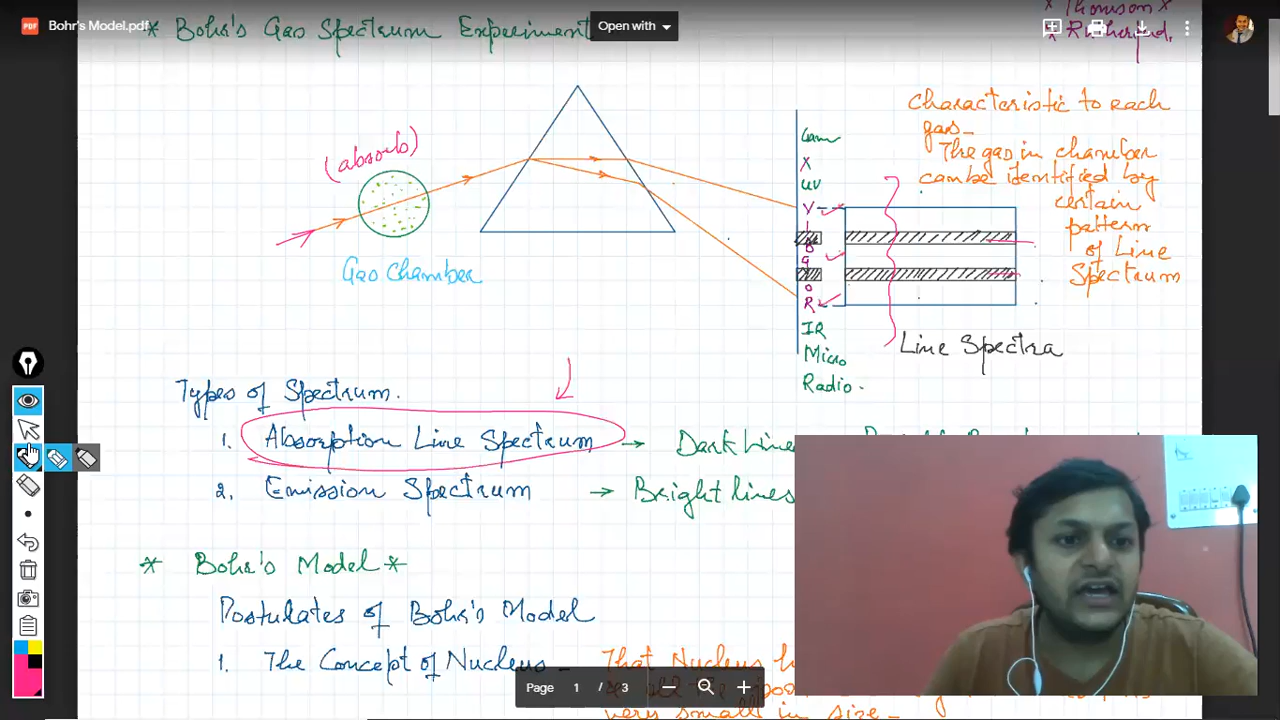 Bohr's Model.pdf
* Bohr's Gas Spectrum Experiment
Open with
* Thomson *
* Rutherford.
characteristic to each
gas -
The gas in chamber
can be identified by
certain
pattern
of Line
Spectrum
(absorb)
Gas Chamber
Gam
X
UV
V
I
B
G
O
R
IR
Micro
Radio.
Line Spectra
Types of Spectrum.
1. Absorption Line Spectrum → Dark Line
2. Emission Spectrum → Bright lines
* Bohr's Model *
Postulates of Bohr's Model
1. The Concept of Nucleus - That Nucleus
Page 1 / 3
very small in size -